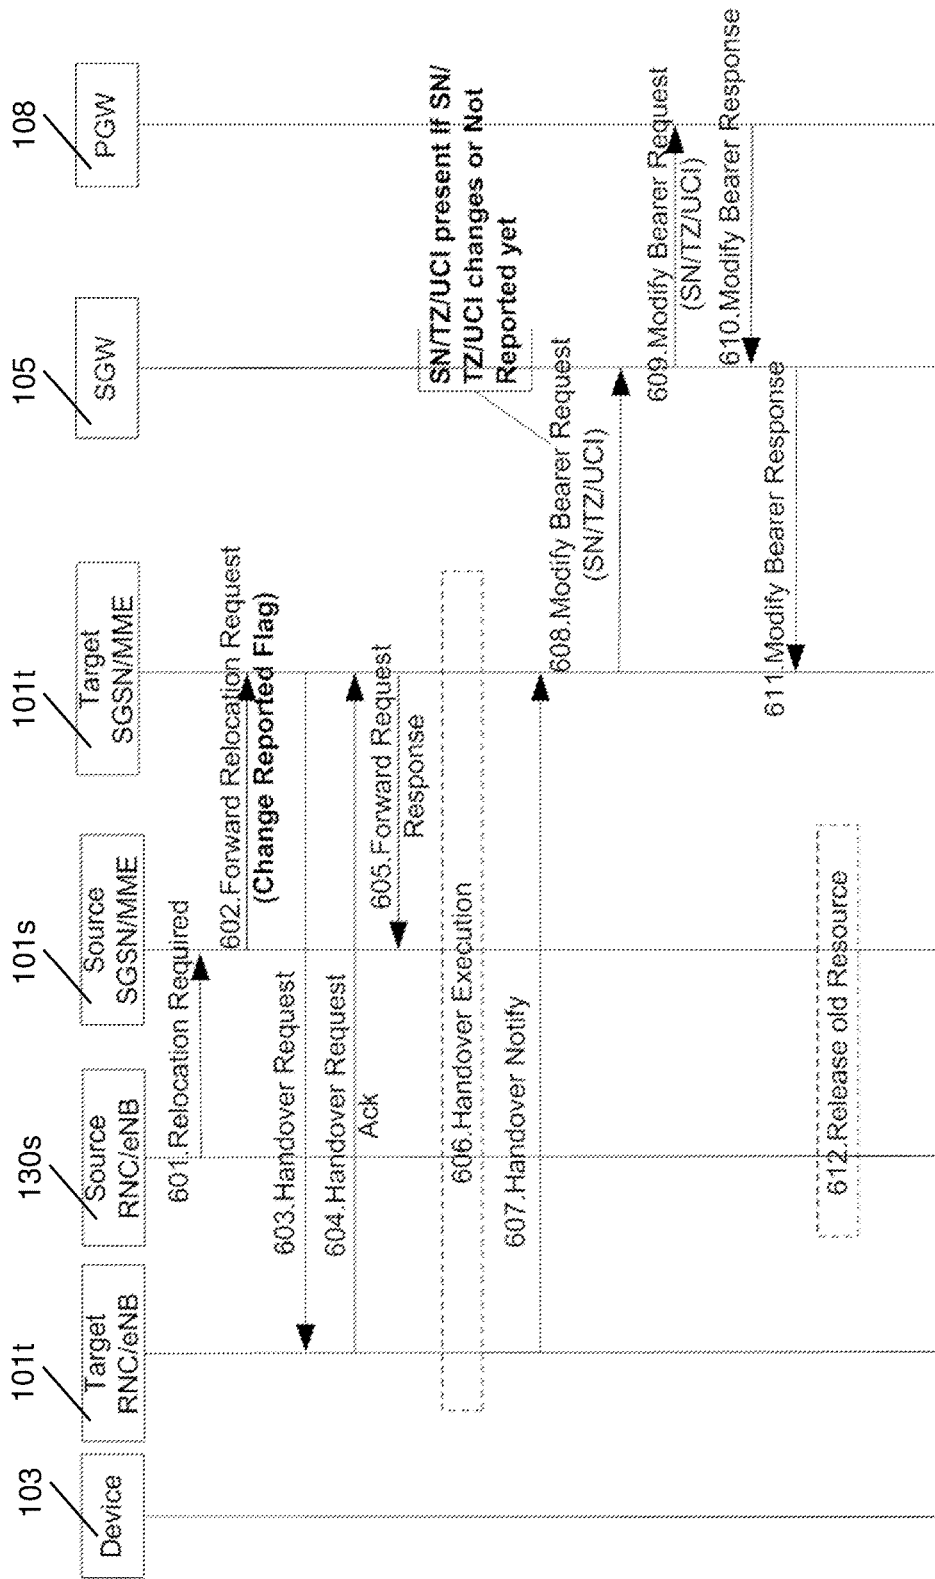 103
101t
130s
101s
101t
105
108
Device
Target
RNC/eNB
Source
RNC/eNB
Source
SGSN/MME
Target
SGSN/MME
SGW
PGW
601.Relocation Required
602.Forward Relocation Request
(Change Reported Flag)
603.Handover Request
604.Handover Request
Ack
605.Forward Request
Response
606.Handover Execution
607.Handover Notify
SN/TZ/UCI present if SN/
TZ/UCI changes or Not
Reported yet
608.Modify Bearer Request
(SN/TZ/UCI)
609.Modify Bearer Request
(SN/TZ/UCI)
610.Modify Bearer Response
611.Modify Bearer Response
612.Release old Resource